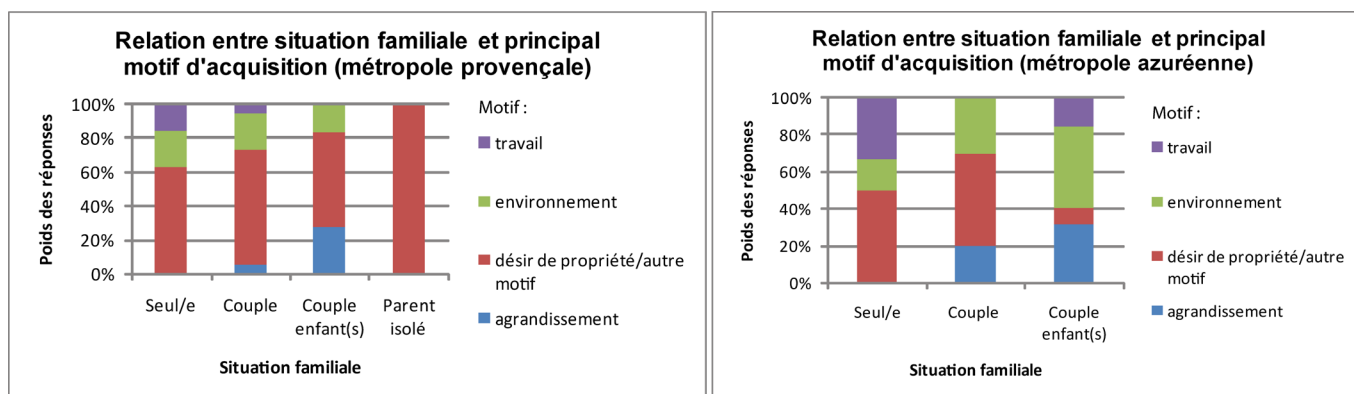 Relation entre situation familiale et principal
motif d'acquisition (métropole provençale)
Poids des réponses
100%
80%
60%
40%
20%
0%
Seul/e
Couple
Couple
enfant(s)
Parent
isolé
Situation familiale
Motif :
travail
environnement
désir de propriété/autre
motif
agrandissement
Relation entre situation familiale et principal
motif d'acquisition (métropole azuréenne)
Poids des réponses
100%
80%
60%
40%
20%
0%
Seul/e
Couple
Couple
enfant(s)
Situation familiale
Motif :
travail
environnement
désir de propriété/autre
motif
agrandissement